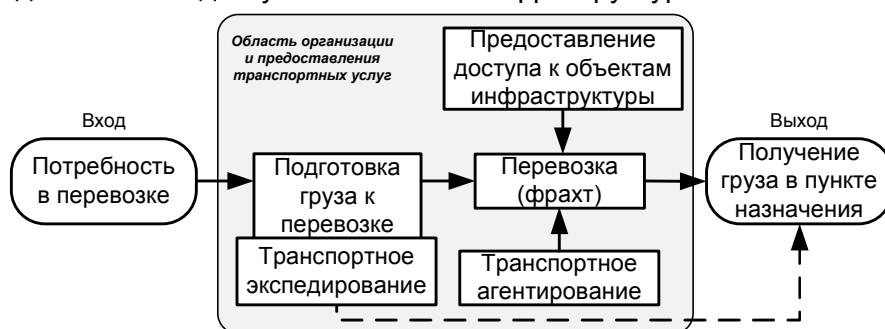 Область организации
и предоставления
транспортных услуг
Предоставление
доступа к объектам
инфраструктуры
Вход
Потребность
в перевозке
Подготовка
груза к
перевозке
Транспортное
экспедирование
Перевозка
(фрахт)
Транспортное
агентирование
Выход
Получение
груза в пункте
назначения